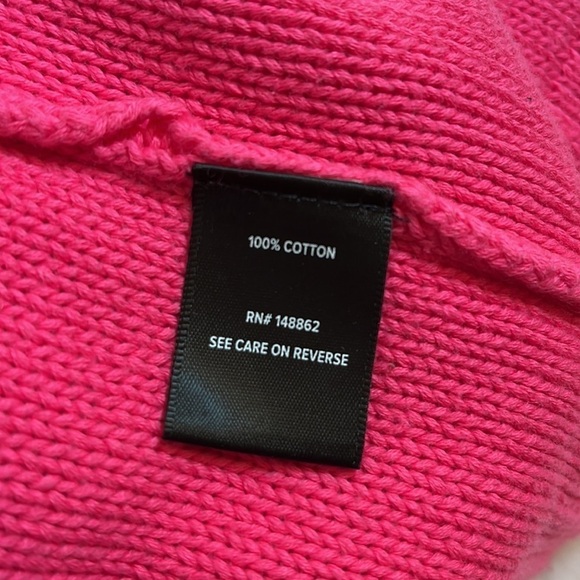 100% COTTON
RN# 148862
SEE CARE ON REVERSE